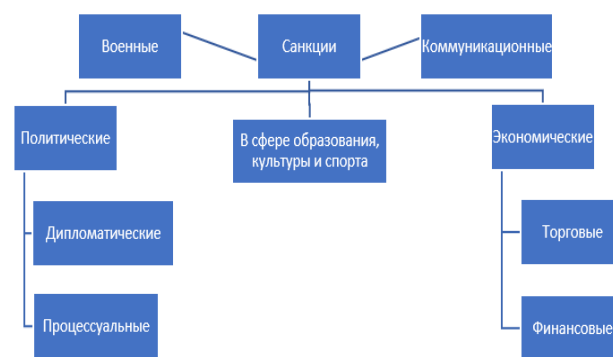 Военные
Санкции
Коммуникационные
Политические
В сфере образования,
культуры и спорта
Экономические
Дипломатические
Торговые
Процессуальные
Финансовые